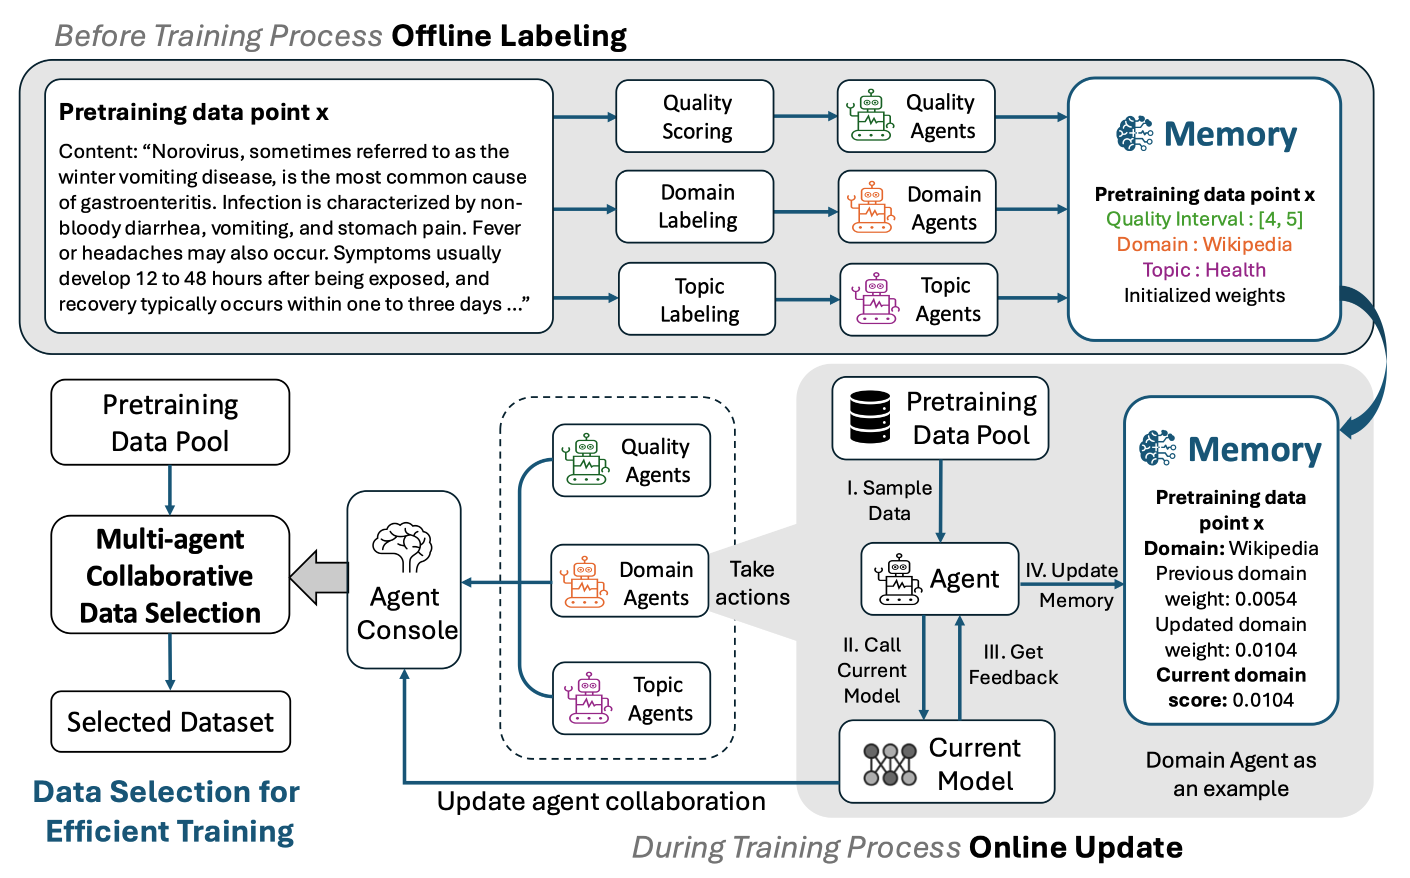 Before Training Process Offline Labeling
Pretraining data point x
Content: “Norovirus, sometimes referred to as the
winter vomiting disease, is the most common cause
of gastroenteritis. Infection is characterized by non-
bloody diarrhea, vomiting, and stomach pain. Fever
or headaches may also occur. Symptoms usually
develop 12 to 48 hours after being exposed, and
recovery typically occurs within one to three days ...”
Quality
Scoring
Quality
Agents
Domain
Labeling
Domain
Agents
Topic
Labeling
Topic
Agents
Memory
Pretraining data point x
Quality Interval : [4, 5]
Domain : Wikipedia
Topic : Health
Initialized weights
Pretraining
Data Pool
Multi-agent
Collaborative
Data Selection
Selected Dataset
Data Selection for
Efficient Training
Agent
Console
Quality
Agents
Domain
Agents
Topic
Agents
Take
actions
Update agent collaboration
Pretraining
Data Pool
I. Sample
Data
Agent
IV. Update
Memory
II. Call
Current
Model
III. Get
Feedback
Current
Model
Memory
Pretraining data
point x
Domain: Wikipedia
Previous domain
weight: 0.0054
Updated domain
weight: 0.0104
Current domain
score: 0.0104
Domain Agent as
an example
During Training Process Online Update